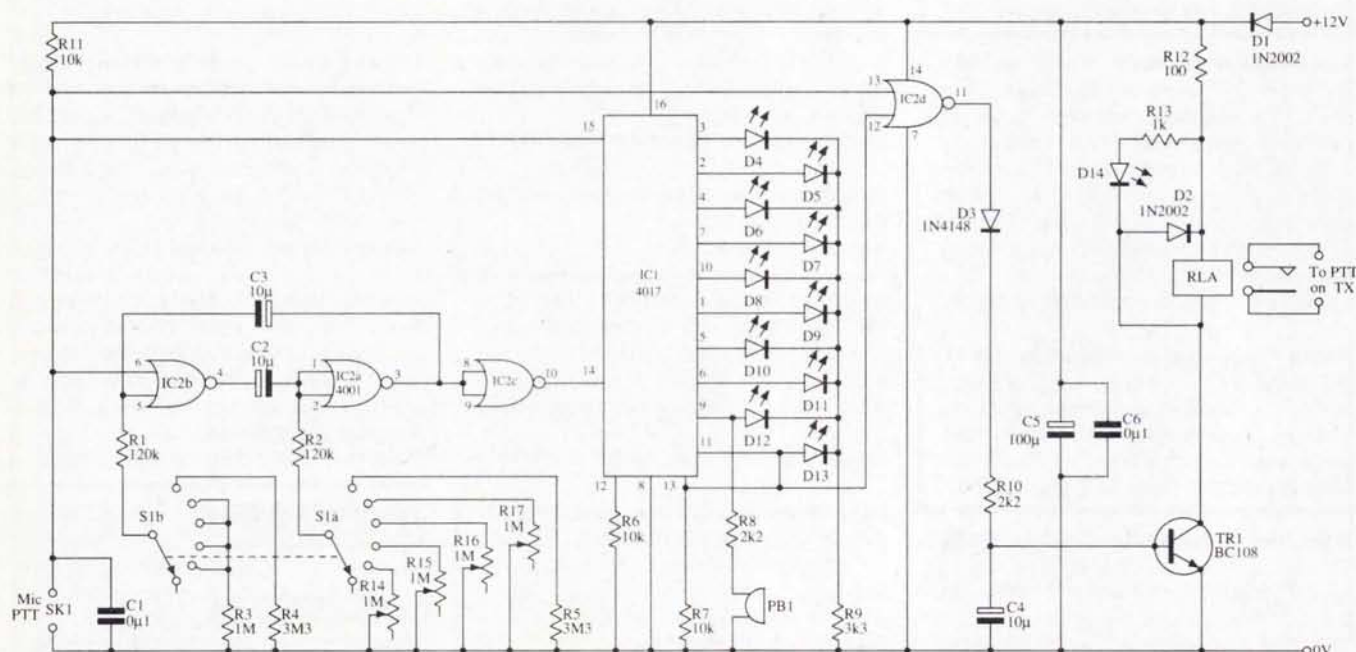 +12V
D1
1N2002
R11
10k
R12
100
14
13
11
IC2d
12
7
16
15
R13
1k
3
D4
2
D5
D14
D2
1N2002
4
D6
D3
1N4148
7
D7
C3
10µ
IC1
4017
10
D8
RLA
To PTT
on TX
1
D9
C2
10µ
5
D10
6
IC2b
4
1
IC2a
4001
3
8
IC2c
10
14
6
D11
5
2
9
9
D12
C5
100µ
C6
0µ1
R1
120k
R2
120k
11
D13
12
8
13
R10
2k2
S1b
S1a
R17
1M
R6
10k
R8
2k2
R16
1M
TR1
BC108
R15
1M
R14
1M
Mic
PTT
SK1
C1
0µ1
R3
1M
R4
3M3
R5
3M3
R7
10k
PB1
R9
3k3
C4
10µ
0V